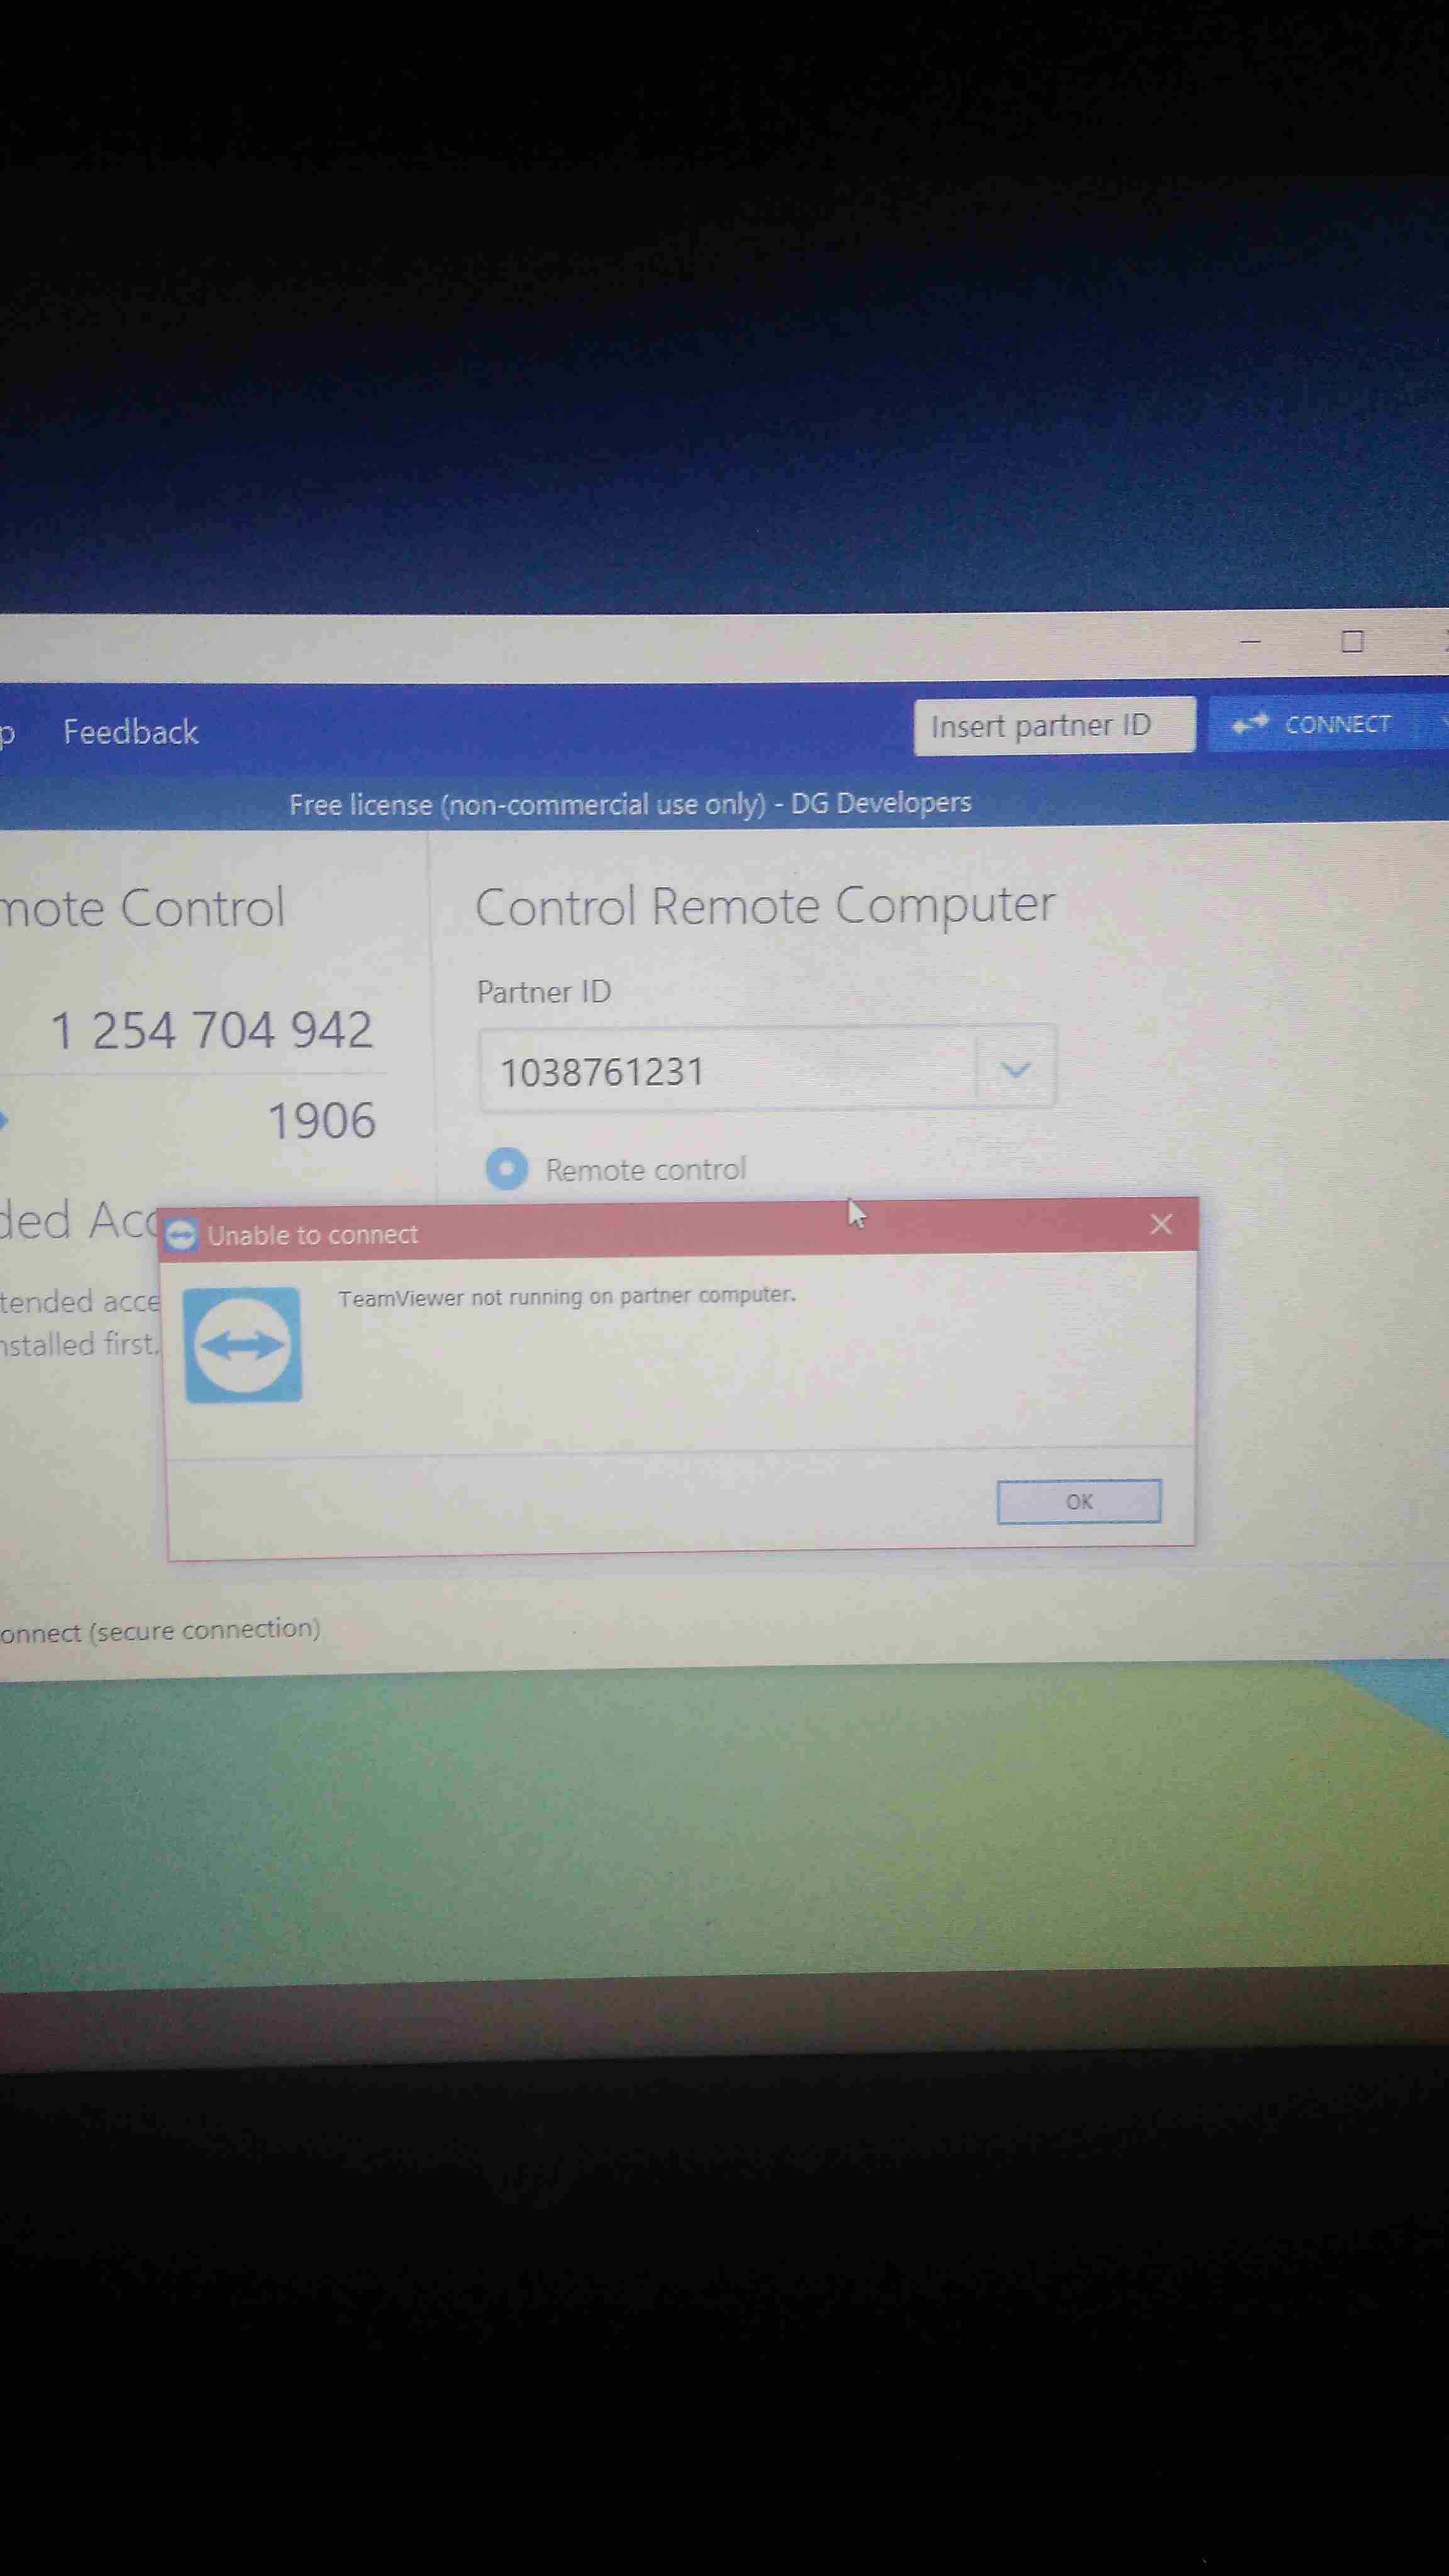 Feedback
Insert partner ID
CONNECT
Free license (non-commercial use only) - DG Developers
mote Control
Control Remote Computer
Partner ID
1 254 704 942
1038761231
1906
Remote control
ded Acc
Unable to connect
TeamViewer not running on partner computer.
tended acce
nstalled first.
OK
onnect (secure connection)